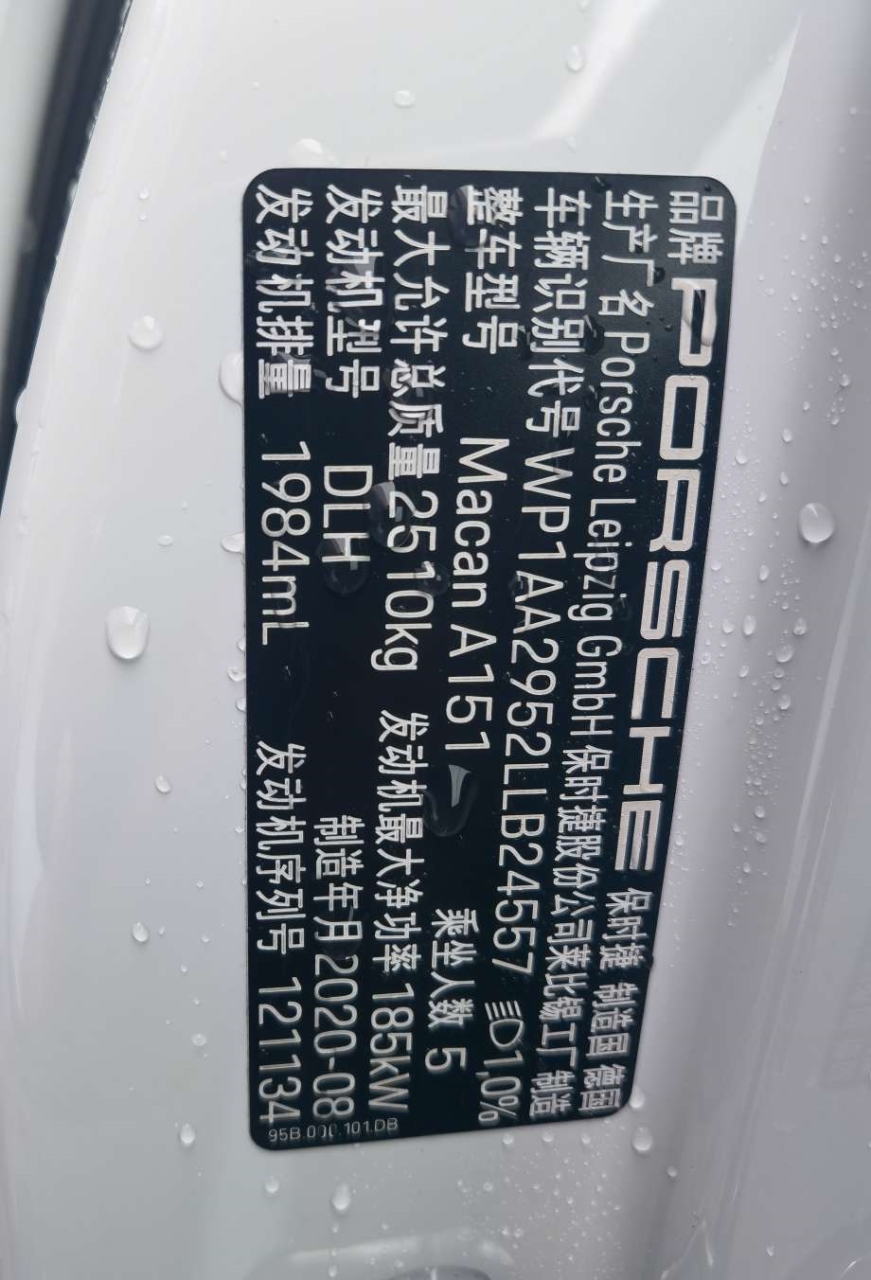 品牌 PORSCHE 保时捷 制造国 德国
生产厂名 Porsche Leipzig GmbH 保时捷股份公司莱比锡工厂 制造
车辆识别代号 WP1AA2952LLB24557 1,0%
整车型号 Macan A151 乘坐人数 5
最大允许总质量 2510kg 发动机最大净功率 185kW
发动机型号 DLH 制造年月 2020-08
发动机排量 1984mL 发动机序列号 121134
95B.000.101.DB